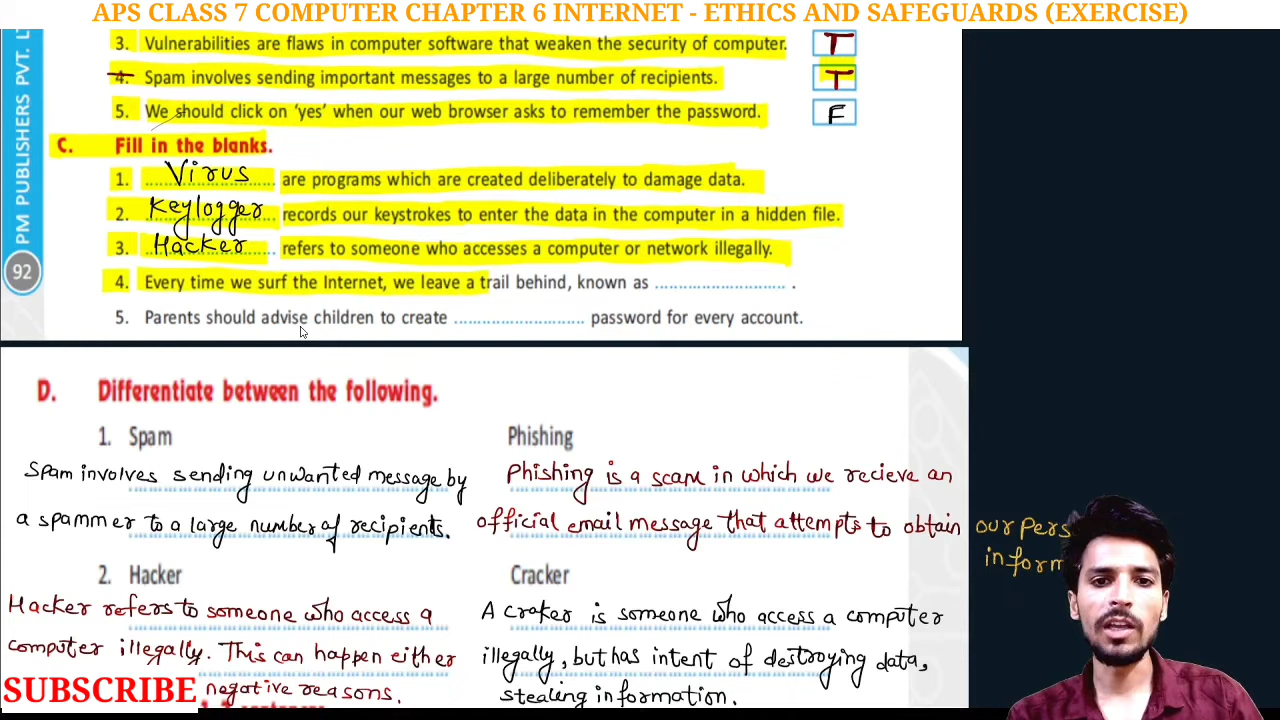 APS CLASS 7 COMPUTER CHAPTER 6 INTERNET - ETHICS AND SAFEGUARDS (EXERCISE)
3. Vulnerabilities are flaws in computer software that weaken the security of computer. T
4. Spam involves sending important messages to a large number of recipients. T
5. We should click on 'yes' when our web browser asks to remember the password. F
C. Fill in the blanks.
1. Virus are programs which are created deliberately to damage data.
2. Keylogger records our keystrokes to enter the data in the computer in a hidden file.
3. Hacker refers to someone who accesses a computer or network illegally.
4. Every time we surf the Internet, we leave a trail behind, known as ............................ .
5. Parents should advise children to create ............................ password for every account.
PM PUBLISHERS PVT.
92
D. Differentiate between the following.
1. Spam Phishing
Spam involves sending unwanted message by Phishing is a scam in which we recieve an
a spammer to a large number of recipients. official email message that attempts to obtain our pers
inform
2. Hacker Cracker
Hacker refers to someone who access a A craker is someone who access a computer
computer illegally. This can happen either illegally, but has intent of destroying data,
SUBSCRIBE negative reasons. stealing information.